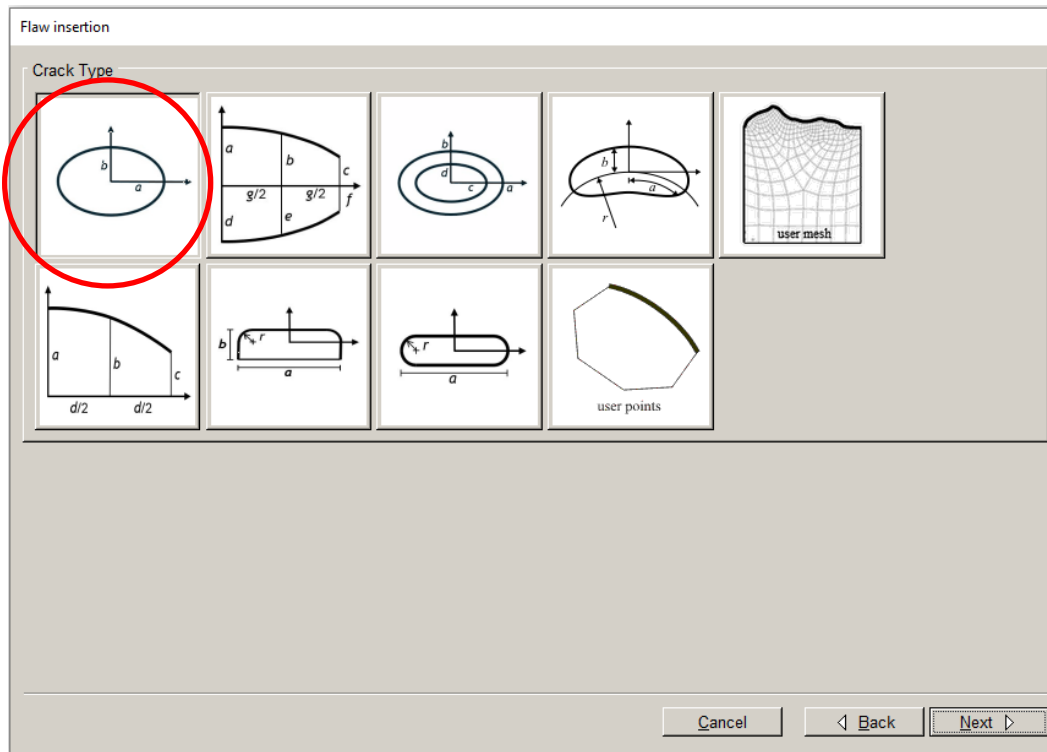 Flaw insertion
Crack Type
b
a
a
b
c
g/2 g/2
f
d
e
b
d
c
a
b
a
r
user mesh
a
b
c
d/2 d/2
b
r
a
r
a
user points
Cancel
Back
Next